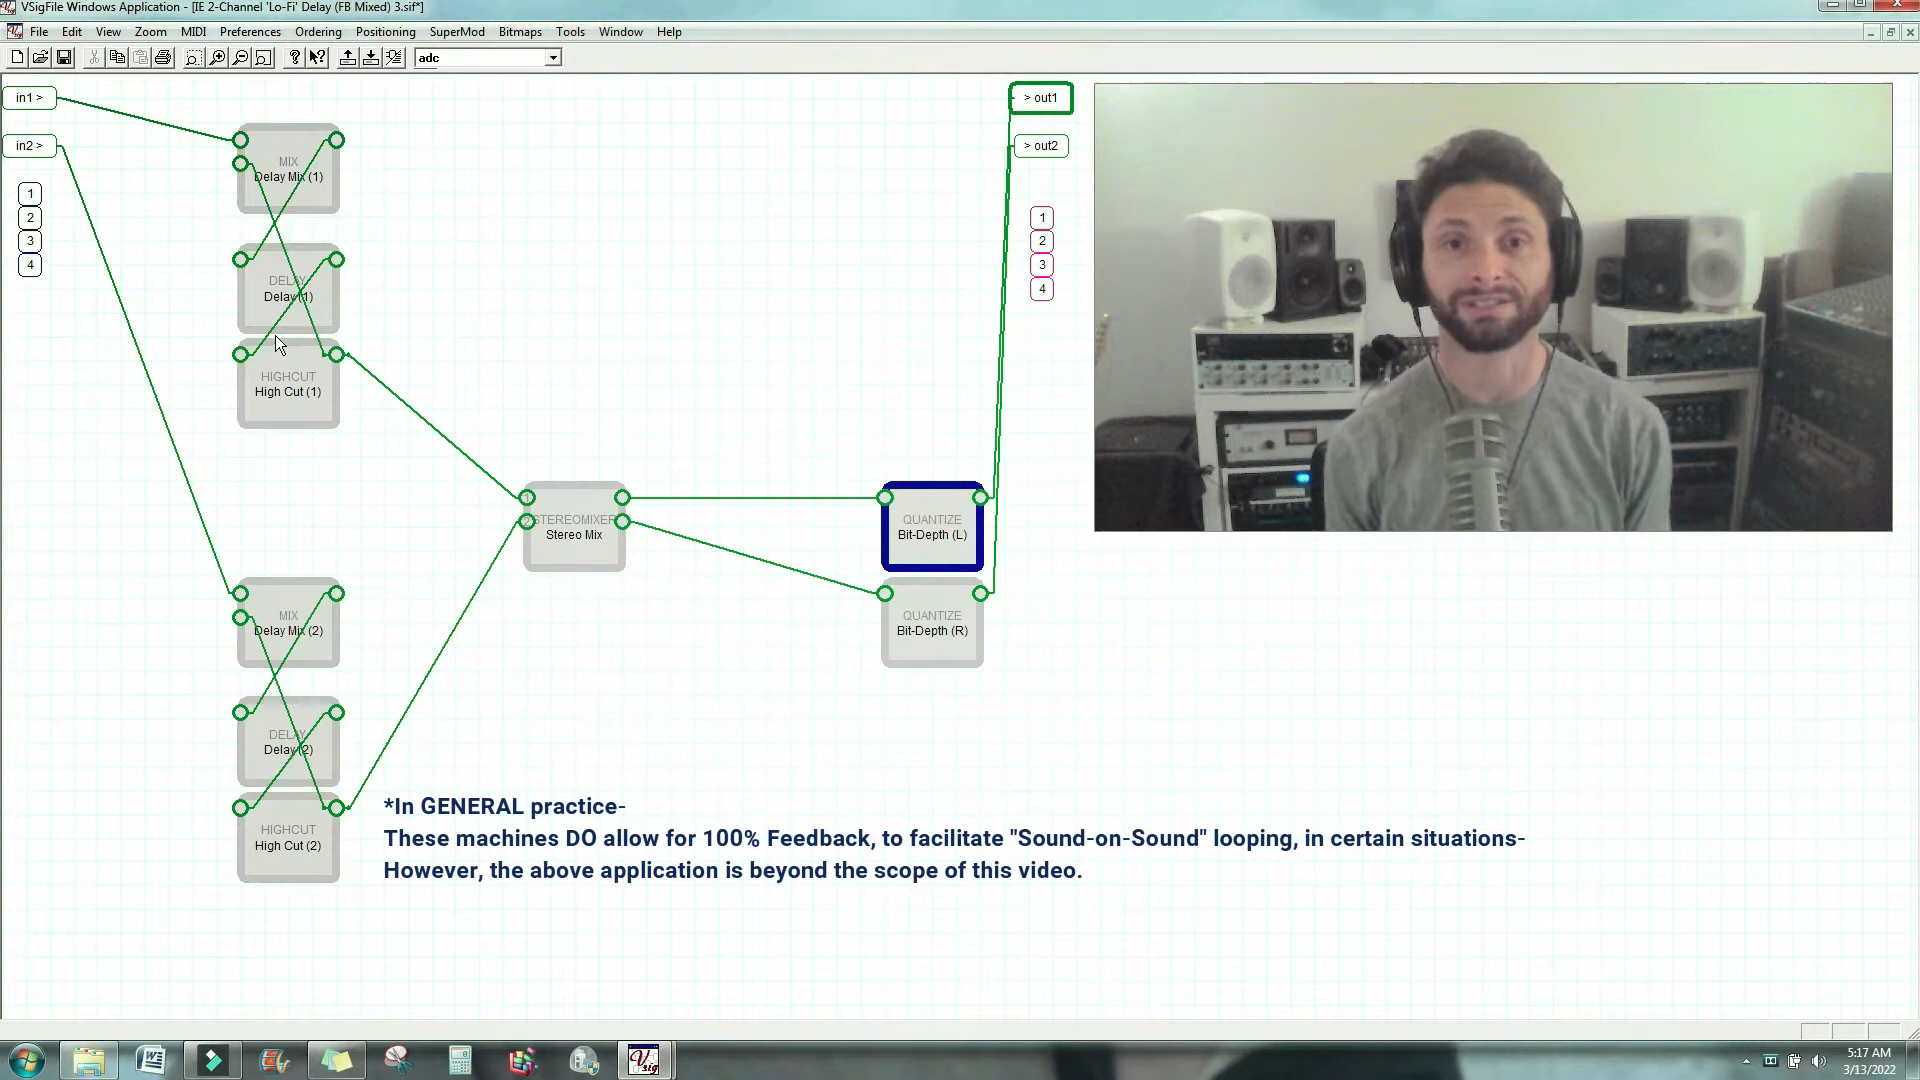 VSigFile Windows Application - [IE 2-Channel 'Lo-Fi' Delay (FB Mixed) 3.sif*]
File Edit View Zoom MIDI Preferences Ordering Positioning SuperMod Bitmaps Tools Window Help
adc
in1 >
in2 >
1
2
3
4
MIX
Delay Mix (1)
DELAY
Delay (1)
HIGHCUT
High Cut (1)
MIX
Delay Mix (2)
DELAY
Delay (2)
HIGHCUT
High Cut (2)
1
2
STEREOMIXER
Stereo Mix
QUANTIZE
Bit-Depth (L)
QUANTIZE
Bit-Depth (R)
> out1
> out2
1
2
3
4
*In GENERAL practice-
These machines DO allow for 100% Feedback, to facilitate "Sound-on-Sound" looping, in certain situations-
However, the above application is beyond the scope of this video.
Vsig
5:17 AM
3/13/2022